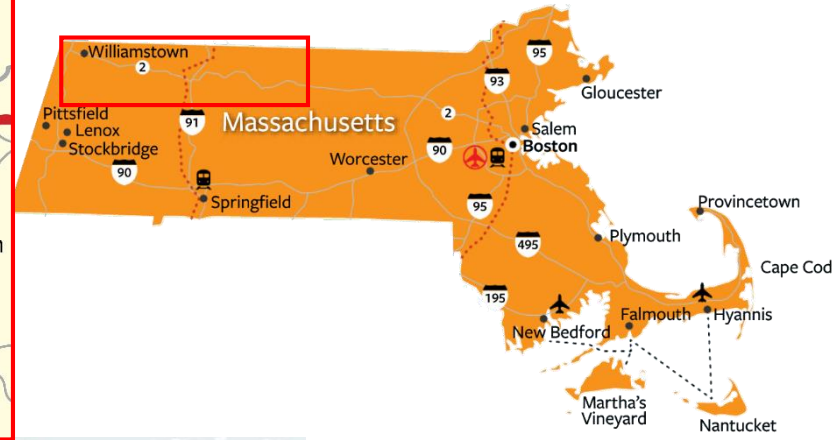 Williamstown
2
95
93
Gloucester
Pittsfield
Lenox
Stockbridge
91
Massachusetts
2
Salem
Boston
90
Worcester
90
Springfield
95
Provincetown
Plymouth
495
Cape Cod
195
New Bedford
Falmouth
Hyannis
Martha's
Vineyard
Nantucket